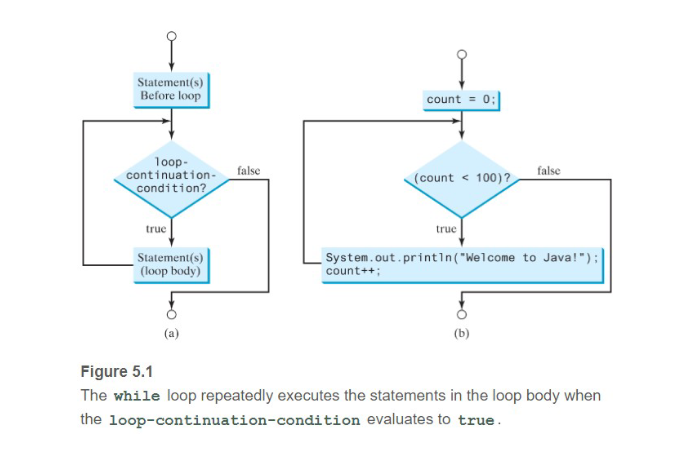 Statement(s)
Before loop
loop-
continuation-
condition?
false
true
Statement(s)
(loop body)
(a)
count = 0;
(count < 100)?
false
true
System.out.println("Welcome to Java!");
count++;
(b)
Figure 5.1
The while loop repeatedly executes the statements in the loop body when
the loop-continuation-condition evaluates to true.